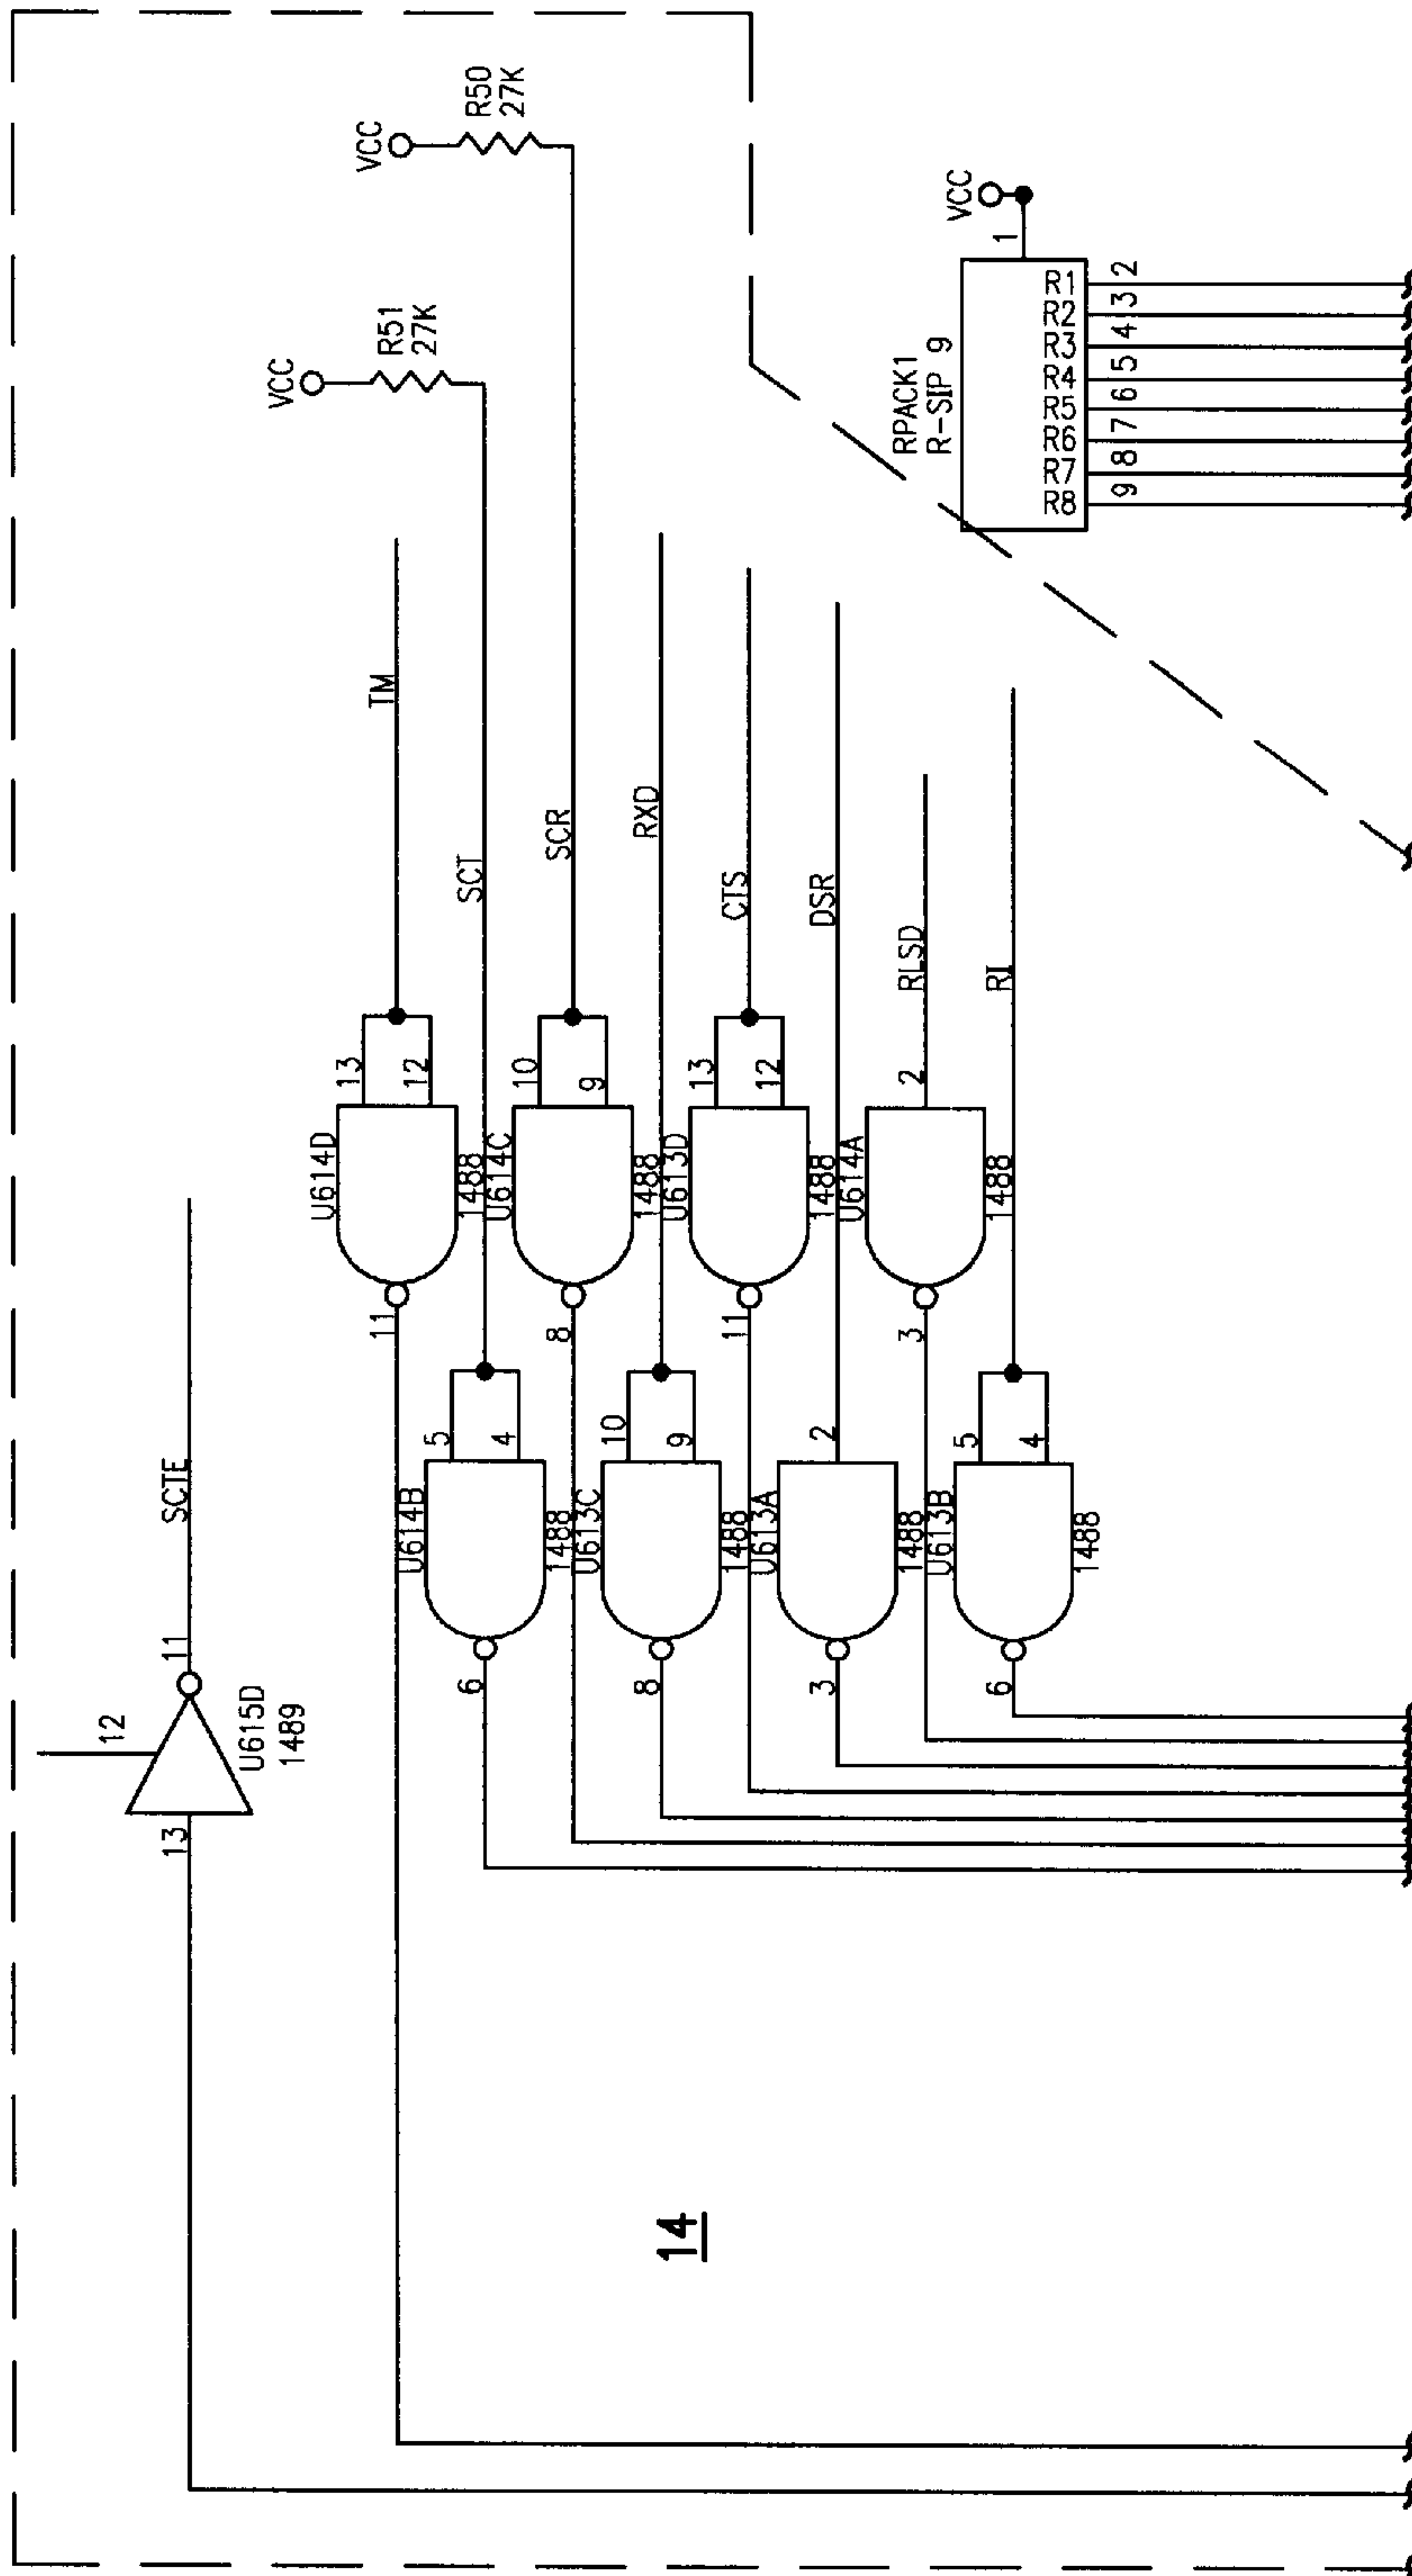 VCC
R50
27K
VCC
R51
27K
VCC
1
RPACK1
R-SIP 9
R1
R2
R3
R4
R5
R6
R7
R8
2
3
4
5
6
7
8
9
TM
SCT
SCR
RXD
CTS
DSR
RLSD
RI
U614D
13
12
11
1488
U614C
10
9
8
1488
U613D
13
12
11
1488
U614A
2
3
1488
U614B
5
4
6
1488
U613C
10
9
8
1488
U613A
2
3
1488
U613B
5
4
6
1488
SCTE
11
12
13
U615D
1489
14